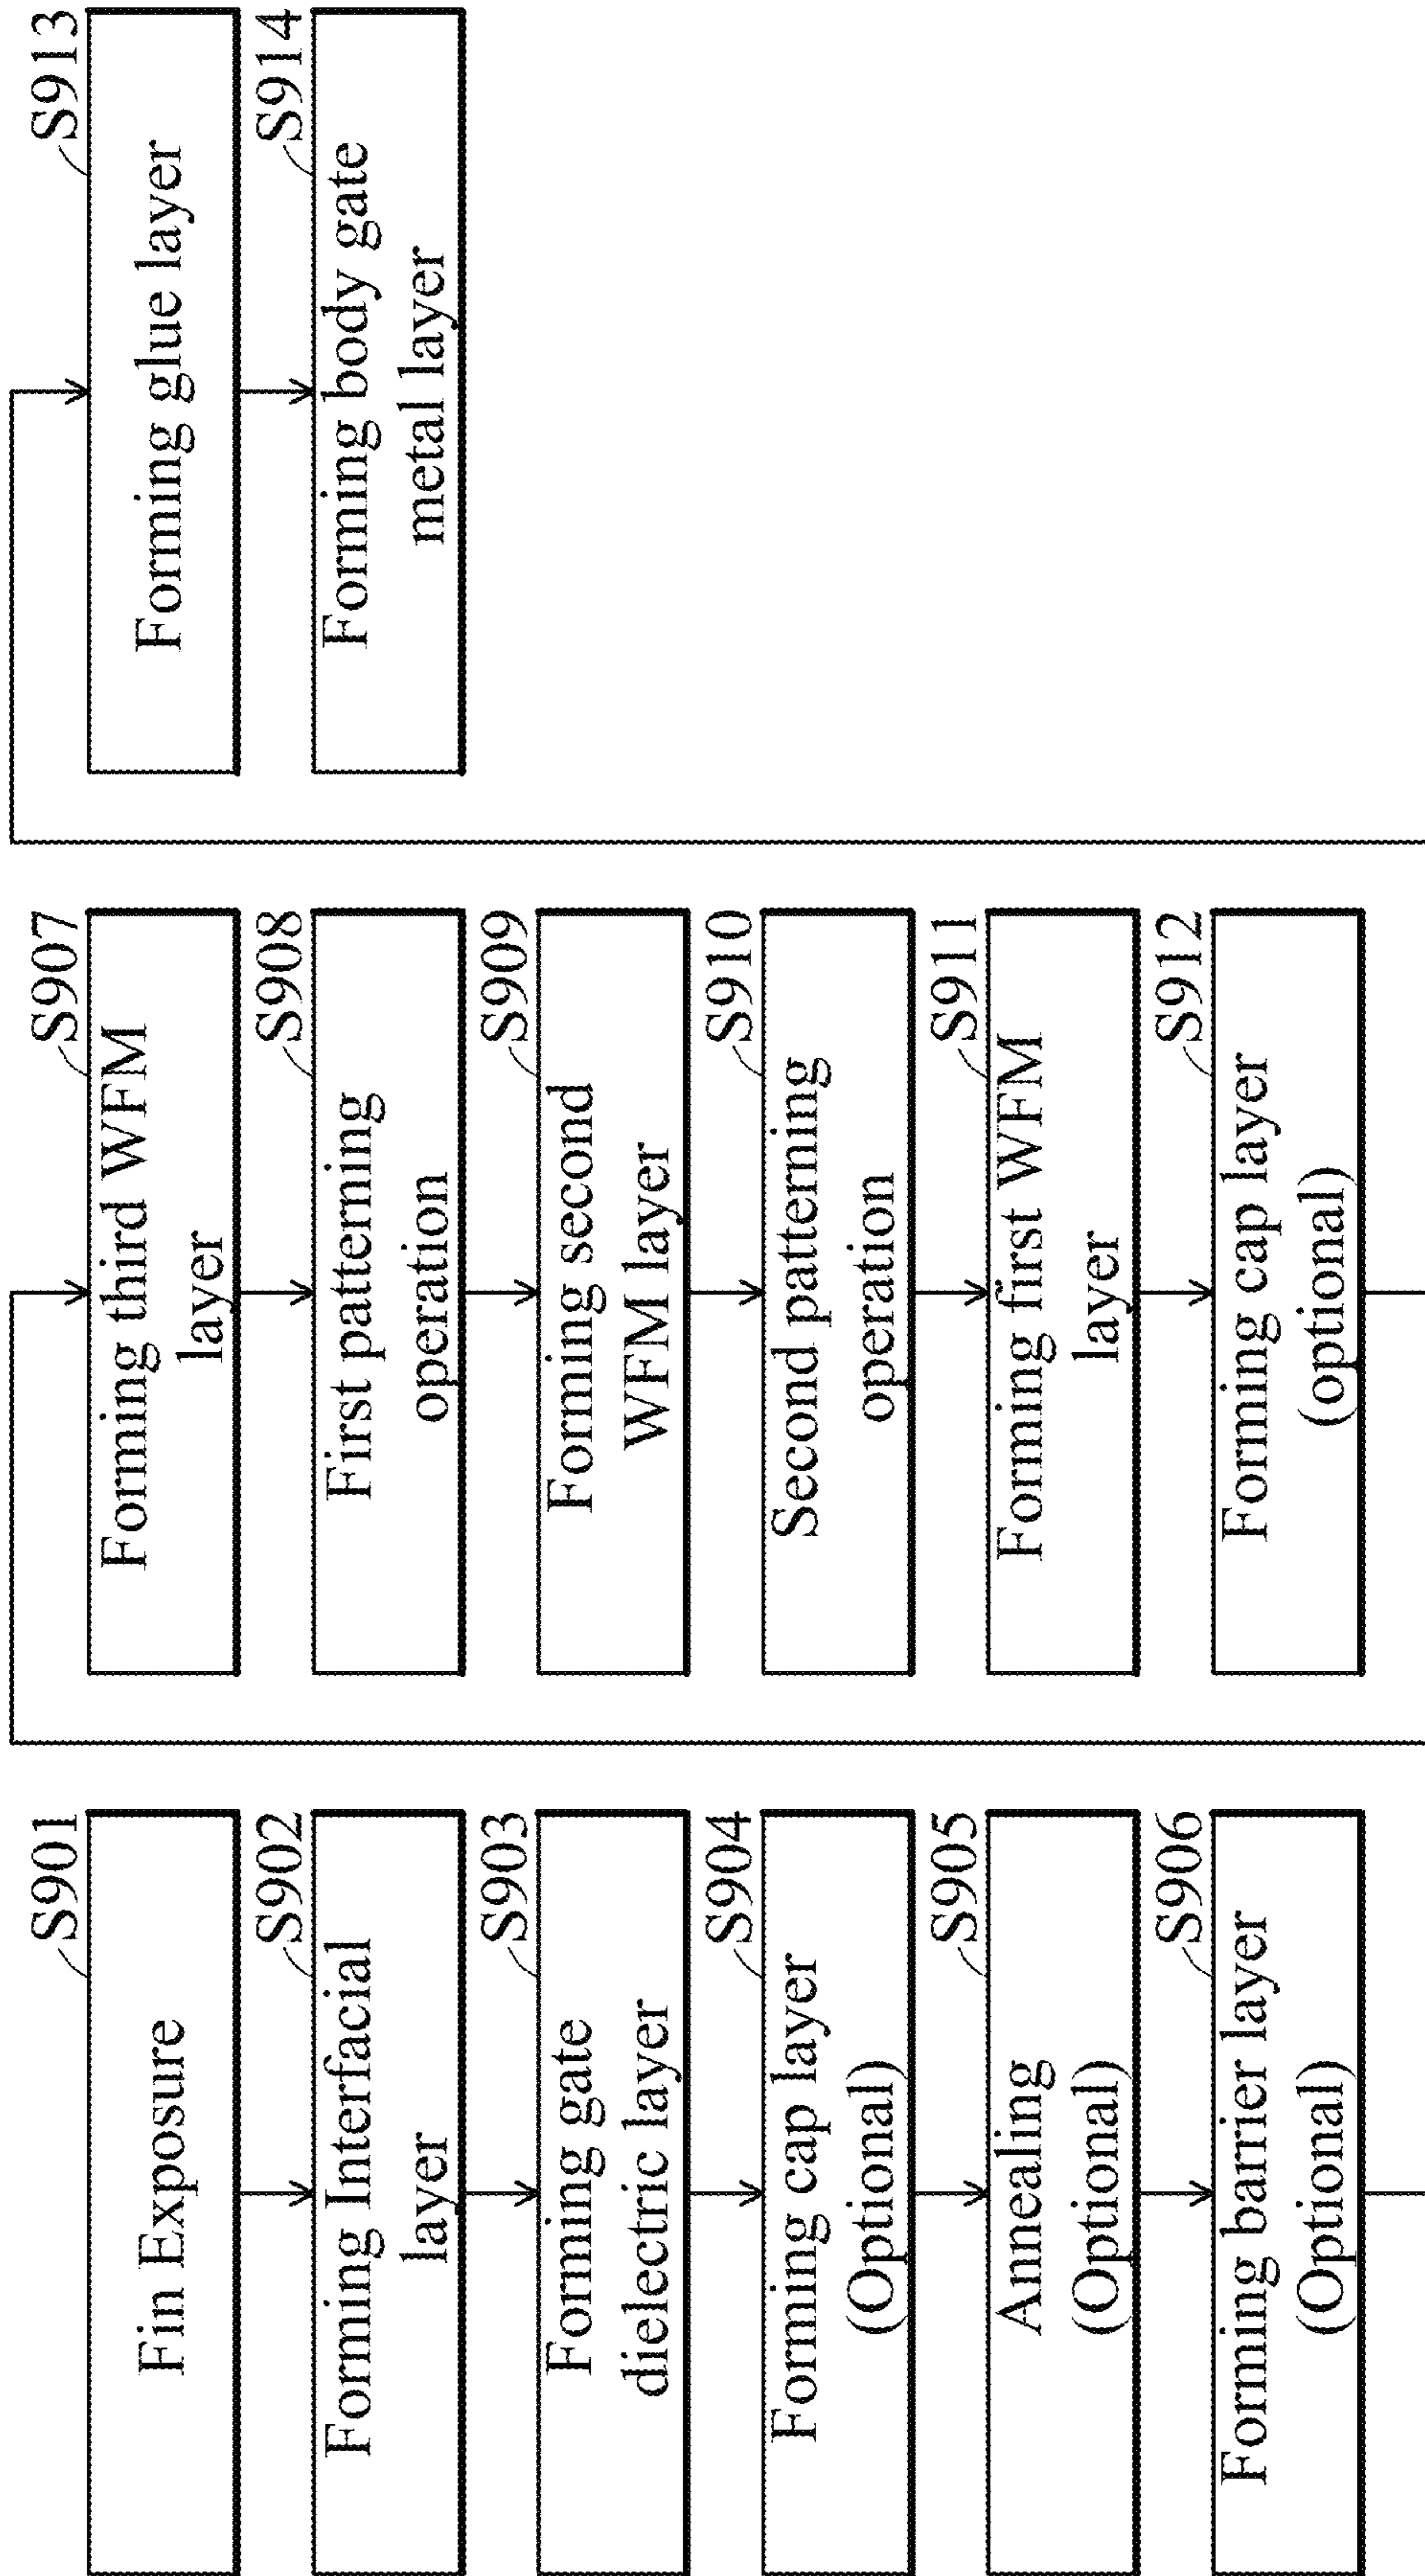 S901
Fin Exposure
S902
Forming Interfacial
layer
S903
Forming gate
dielectric layer
S904
Forming cap layer
(Optional)
S905
Annealing
(Optional)
S906
Forming barrier layer
(Optional)
S907
Forming third WFM
layer
S908
First patterning
operation
S909
Forming second
WFM layer
S910
Second patterning
operation
S911
Forming first WFM
layer
S912
Forming cap layer
(optional)
S913
Forming glue layer
S914
Forming body gate
metal layer